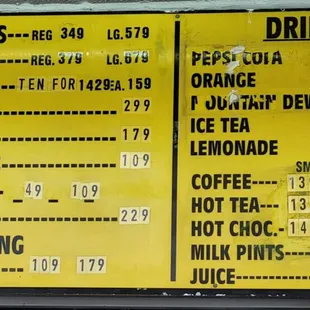 S--- REG 349 LG. 579
------ REG. 379 LG. 679
------ TEN FOR 1429 EA. 159
299
179
109
49 109
229
NG
109 179
DRI
PEPSI COLA
ORANGE
MOUNTAIN DEW
ICE TEA
LEMONADE
SM
COFFEE---- 13
HOT TEA--- 13
HOT CHOC.- 14
MILK PINTS-----
JUICE------------